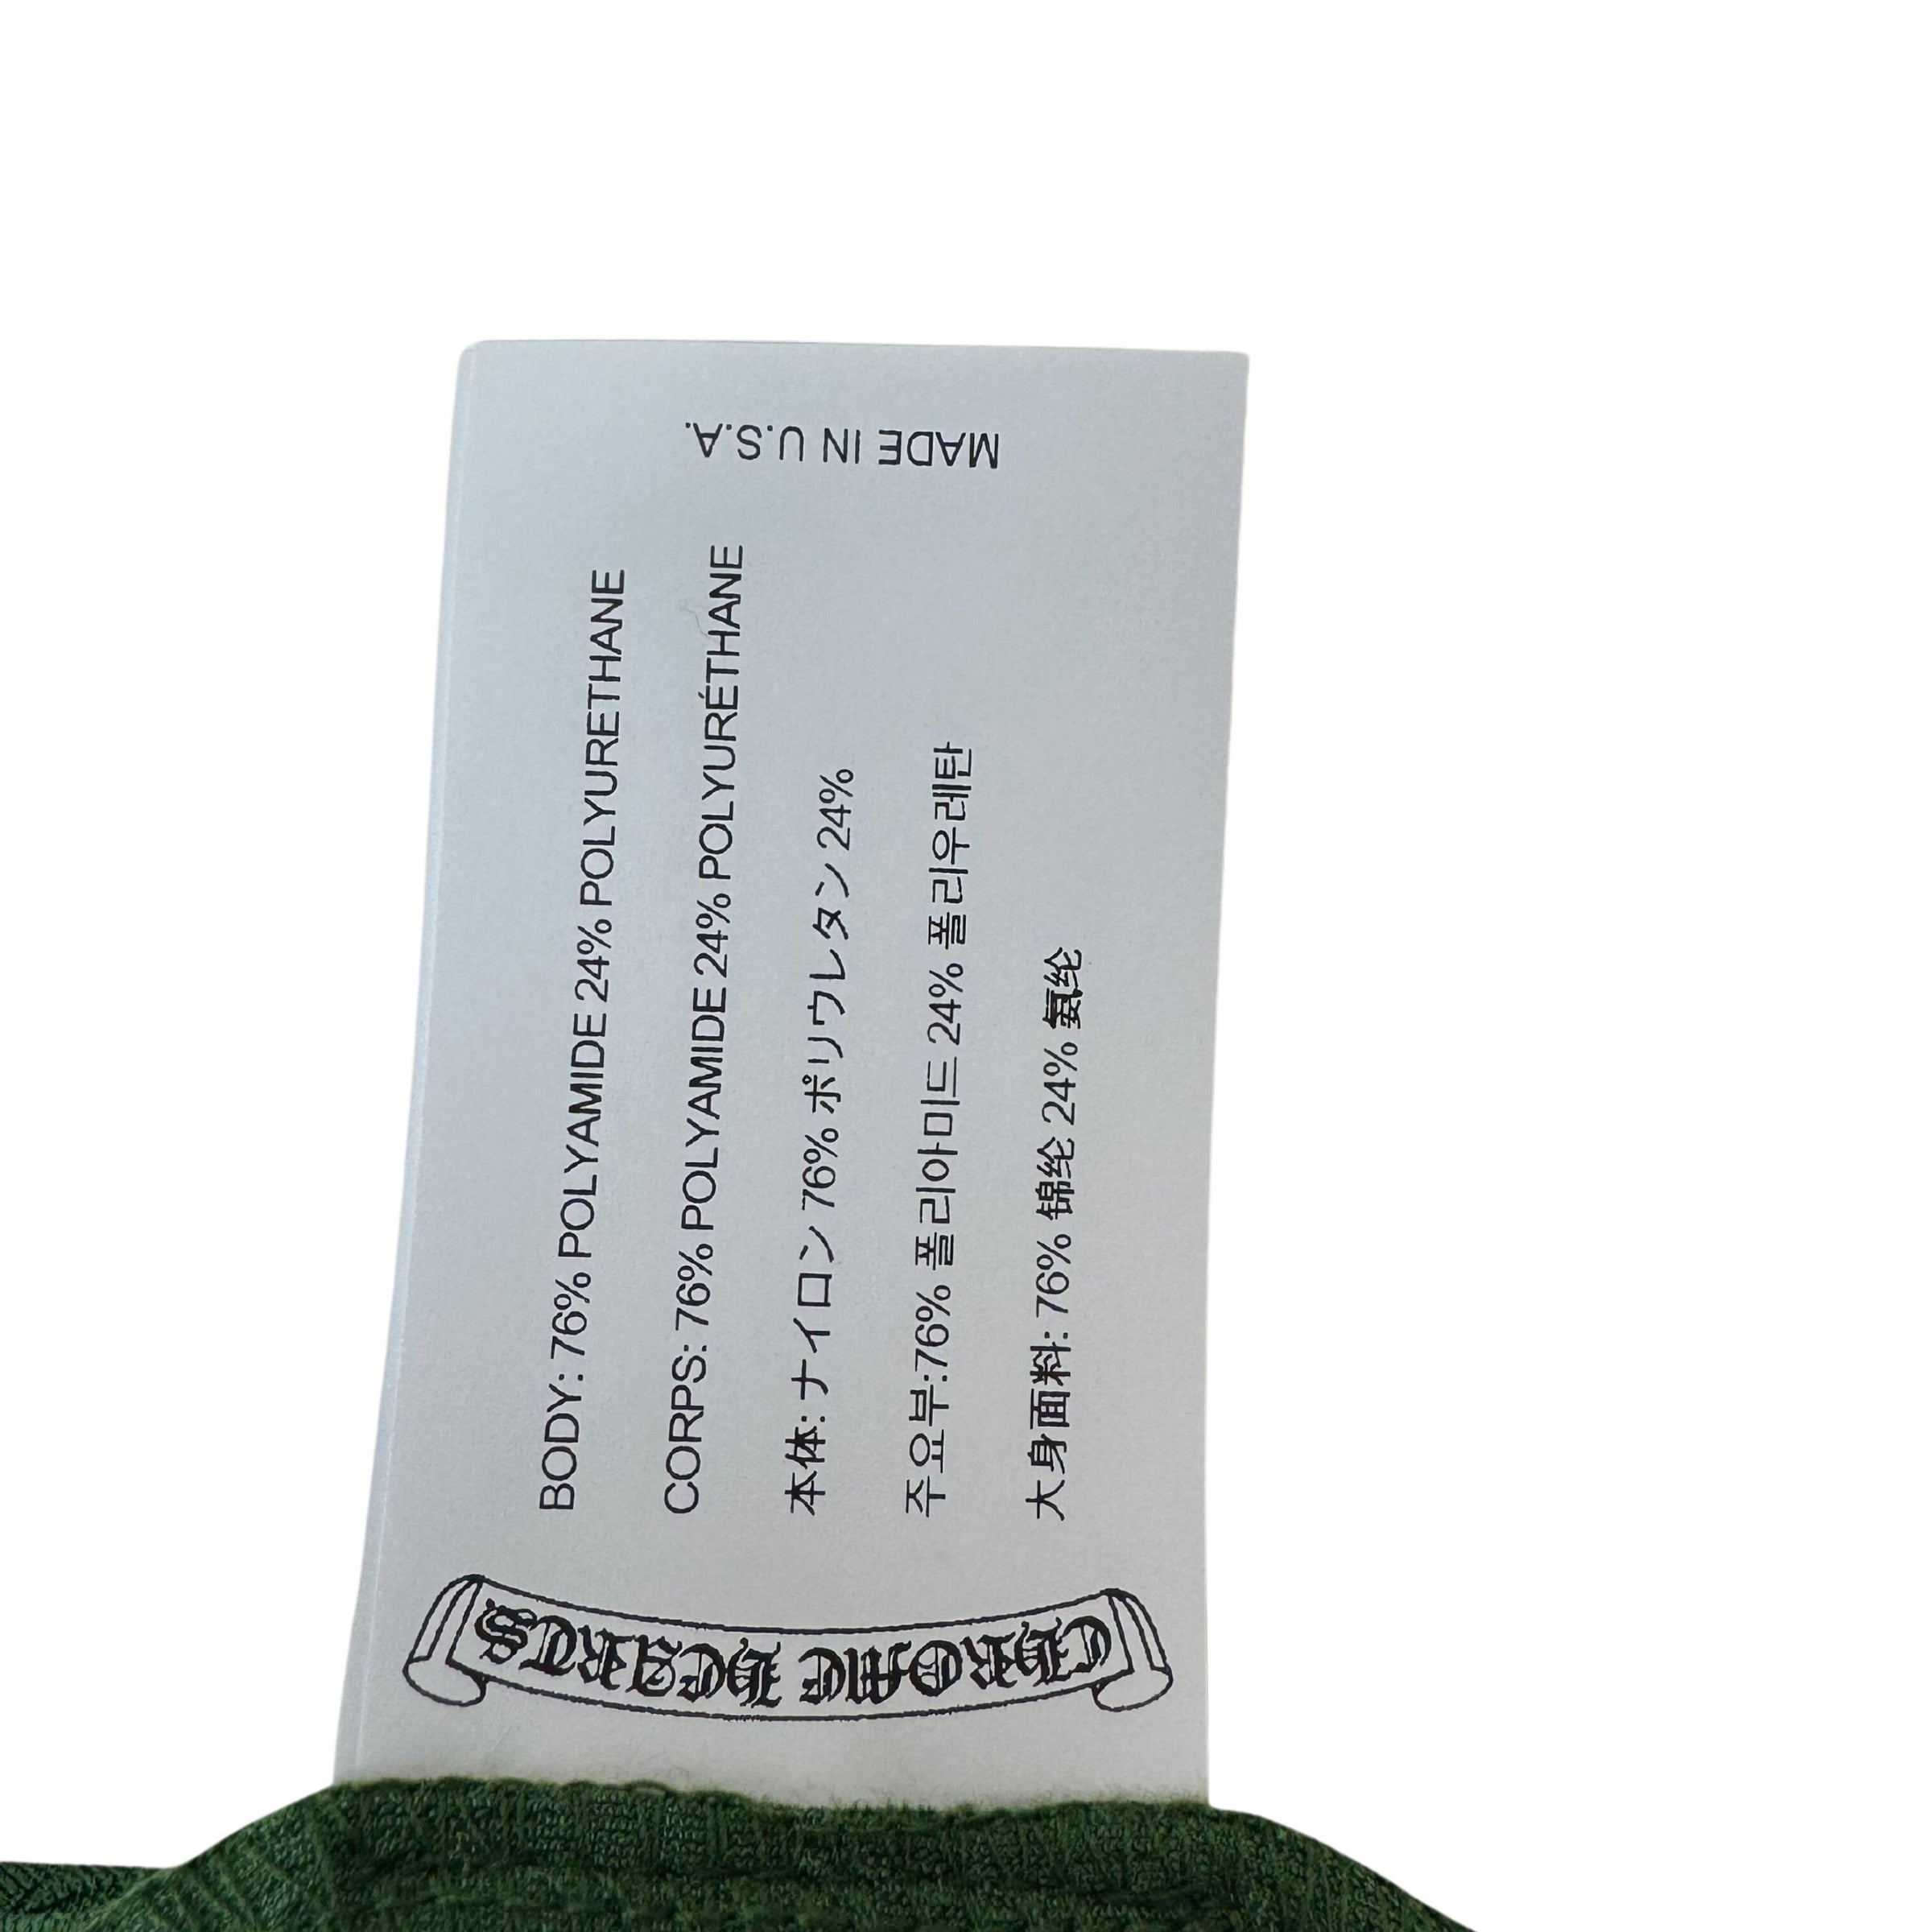 CHROME HEARTS
BODY: 76% POLYAMIDE 24% POLYURETHANE
CORPS: 76% POLYAMIDE 24% POLYURÉTHANE
本体: ナイロン 76% ポリウレタン 24%
주요부:76% 폴리아미드 24% 폴리우레탄
大身面料: 76% 锦纶 24% 氨纶
MADE IN U.S.A.